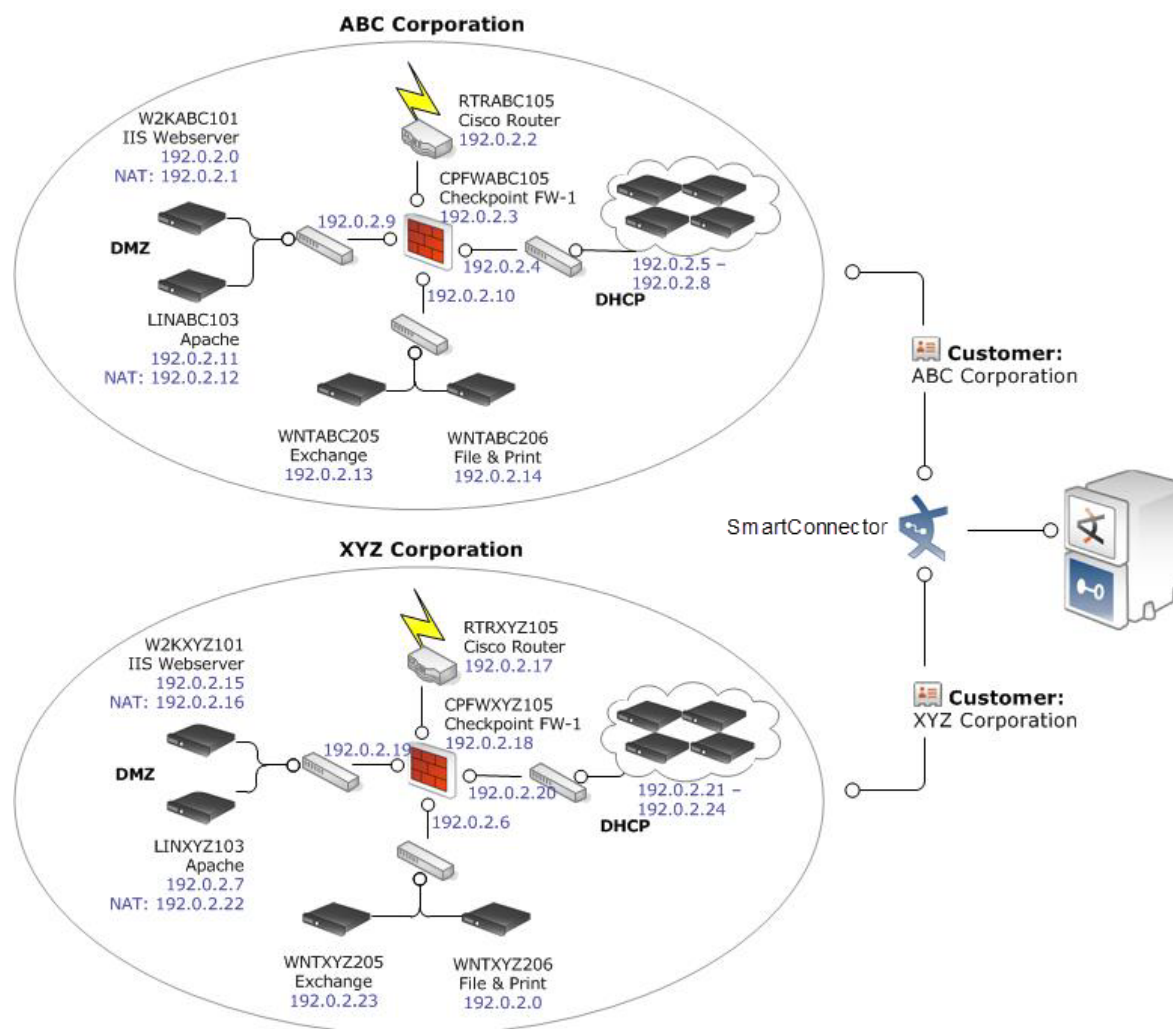 ABC Corporation
RTRABC105
Cisco Router
192.0.2.2
W2KABC101
IIS Webserver
192.0.2.0
NAT: 192.0.2.1
CPFWABC105
Checkpoint FW-1
192.0.2.3
192.0.2.9
DMZ
192.0.2.4
192.0.2.5 –
192.0.2.8
DHCP
192.0.2.10
LINABC103
Apache
192.0.2.11
NAT: 192.0.2.12
WNTABC205
Exchange
192.0.2.13
WNTABC206
File & Print
192.0.2.14
Customer:
ABC Corporation
SmartConnector
XYZ Corporation
RTRXYZ105
Cisco Router
192.0.2.17
W2KXYZ101
IIS Webserver
192.0.2.15
NAT: 192.0.2.16
CPFWXYZ105
Checkpoint FW-1
192.0.2.18
192.0.2.19
DMZ
192.0.2.20
192.0.2.21 –
192.0.2.24
DHCP
192.0.2.6
LINXYZ103
Apache
192.0.2.7
NAT: 192.0.2.22
WNTXYZ205
Exchange
192.0.2.23
WNTXYZ206
File & Print
192.0.2.0
Customer:
XYZ Corporation